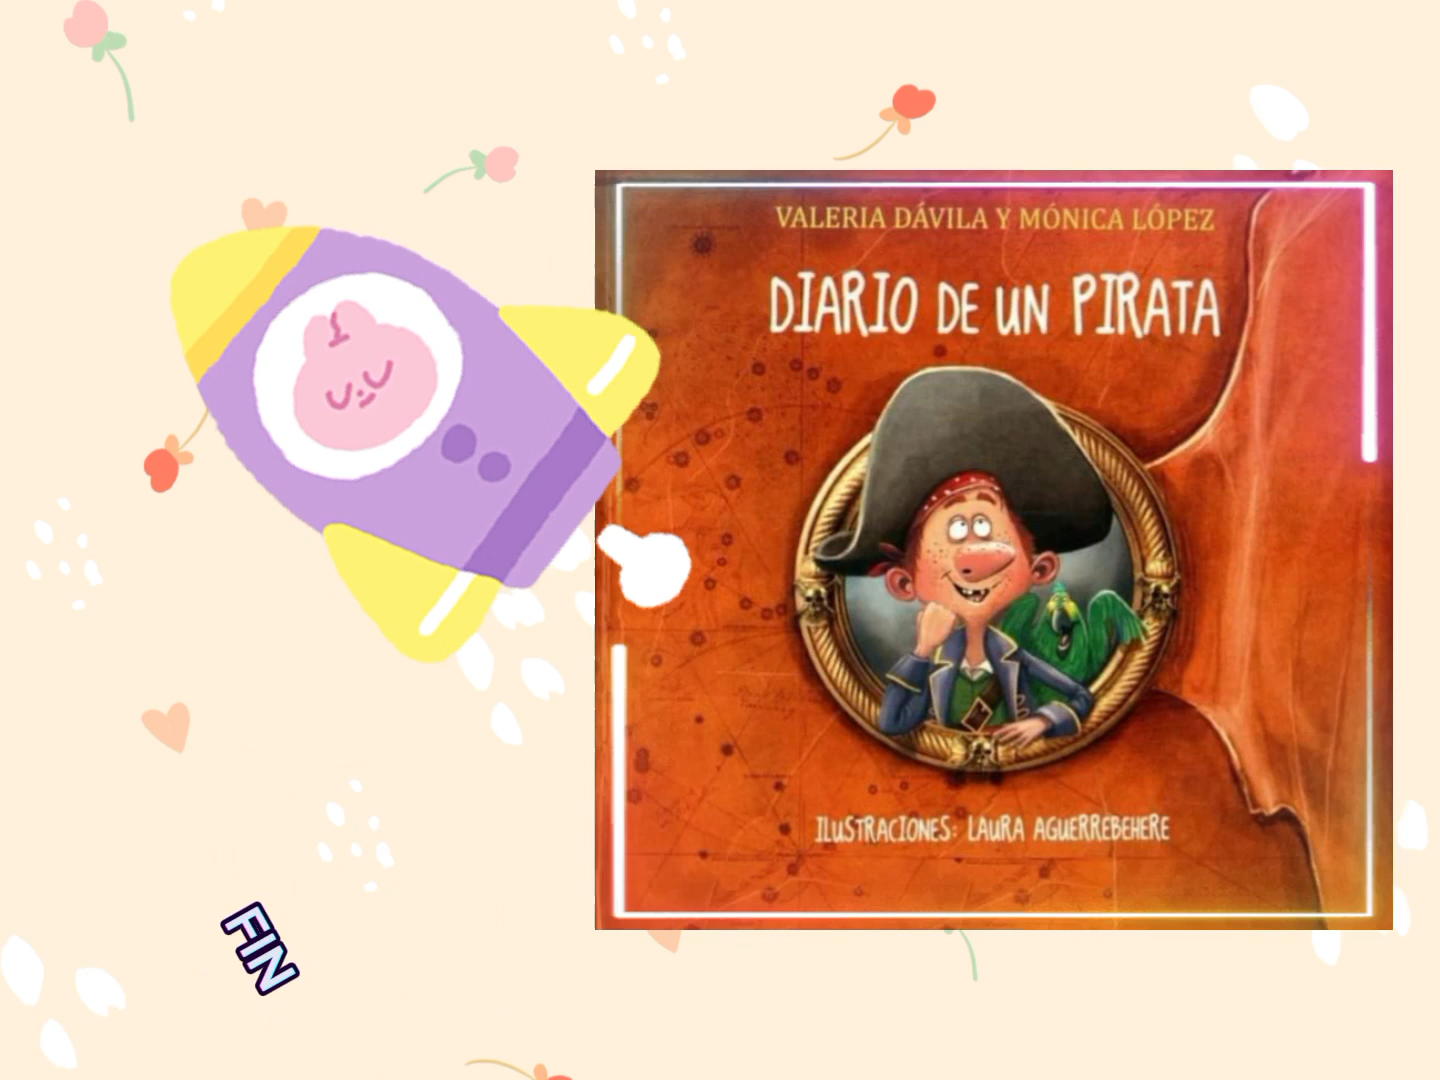 VALERIA DÁVILA Y MÓNICA LÓPEZ
DIARIO DE UN PIRATA
ILUSTRACIONES: LAURA AGUERREBEHERE
FIN